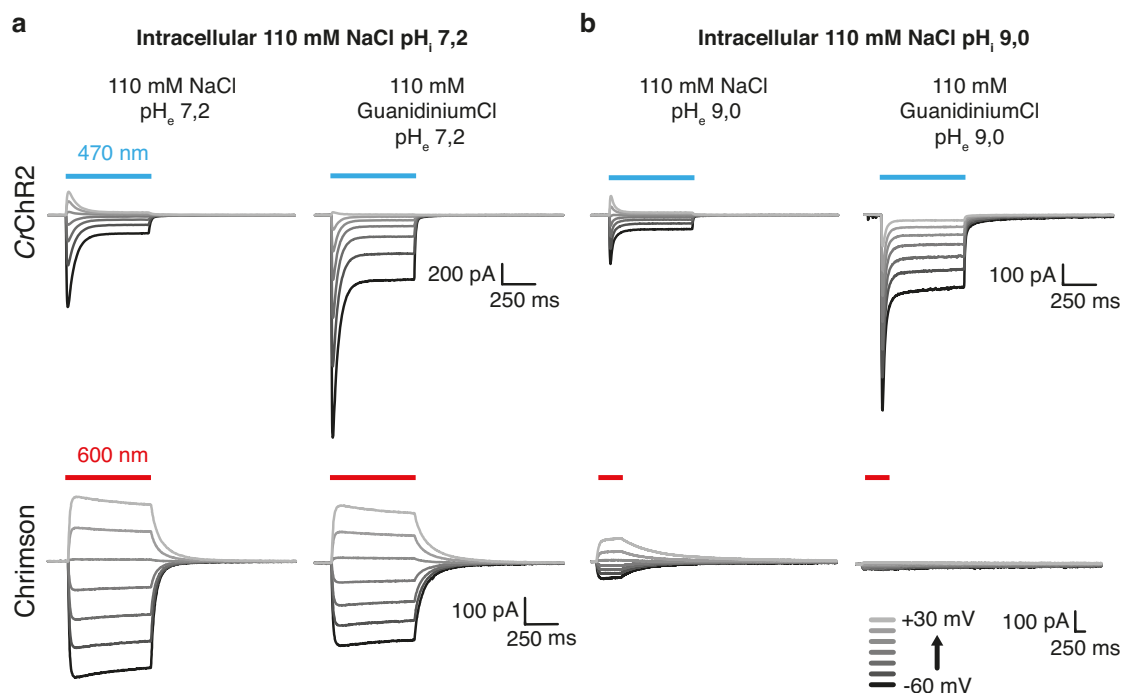 a
Intracellular 110 mM NaCl pHi 7,2
110 mM NaCl
pHe 7,2
110 mM
GuanidiniumCl
pHe 7,2
b
Intracellular 110 mM NaCl pHi 9,0
110 mM NaCl
pHe 9,0
110 mM
GuanidiniumCl
pHe 9,0
CrChR2
470 nm
200 pA
250 ms
100 pA
250 ms
Chrimson
600 nm
100 pA
250 ms
+30 mV
-60 mV
100 pA
250 ms